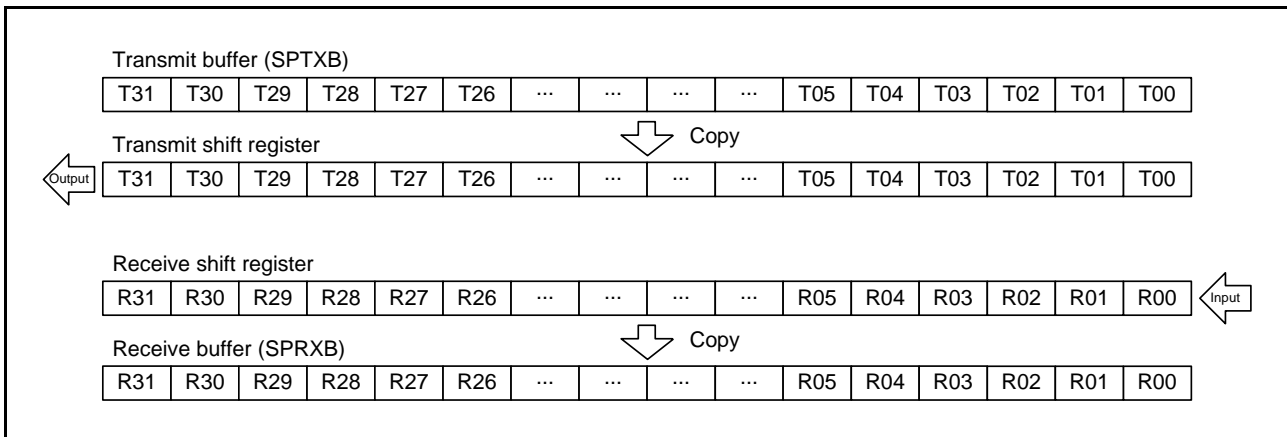 Transmit buffer (SPTXB)
T31 T30 T29 T28 T27 T26 ... ... ... ... T05 T04 T03 T02 T01 T00
Copy
Transmit shift register
Output T31 T30 T29 T28 T27 T26 ... ... ... ... T05 T04 T03 T02 T01 T00
Receive shift register
R31 R30 R29 R28 R27 R26 ... ... ... ... R05 R04 R03 R02 R01 R00 Input
Copy
Receive buffer (SPRXB)
R31 R30 R29 R28 R27 R26 ... ... ... ... R05 R04 R03 R02 R01 R00